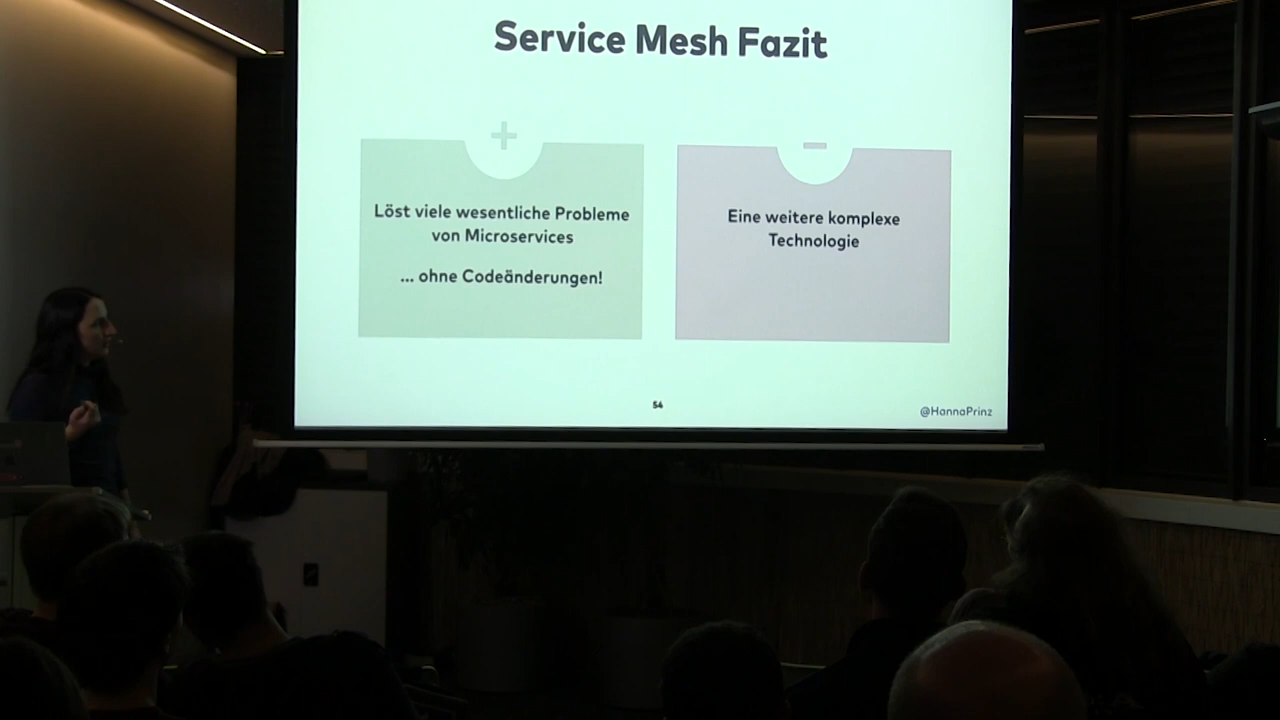 Service Mesh Fazit
+
Löst viele wesentliche Probleme
von Microservices
... ohne Codeänderungen!
-
Eine weitere komplexe
Technologie
54
@HannaPrinz